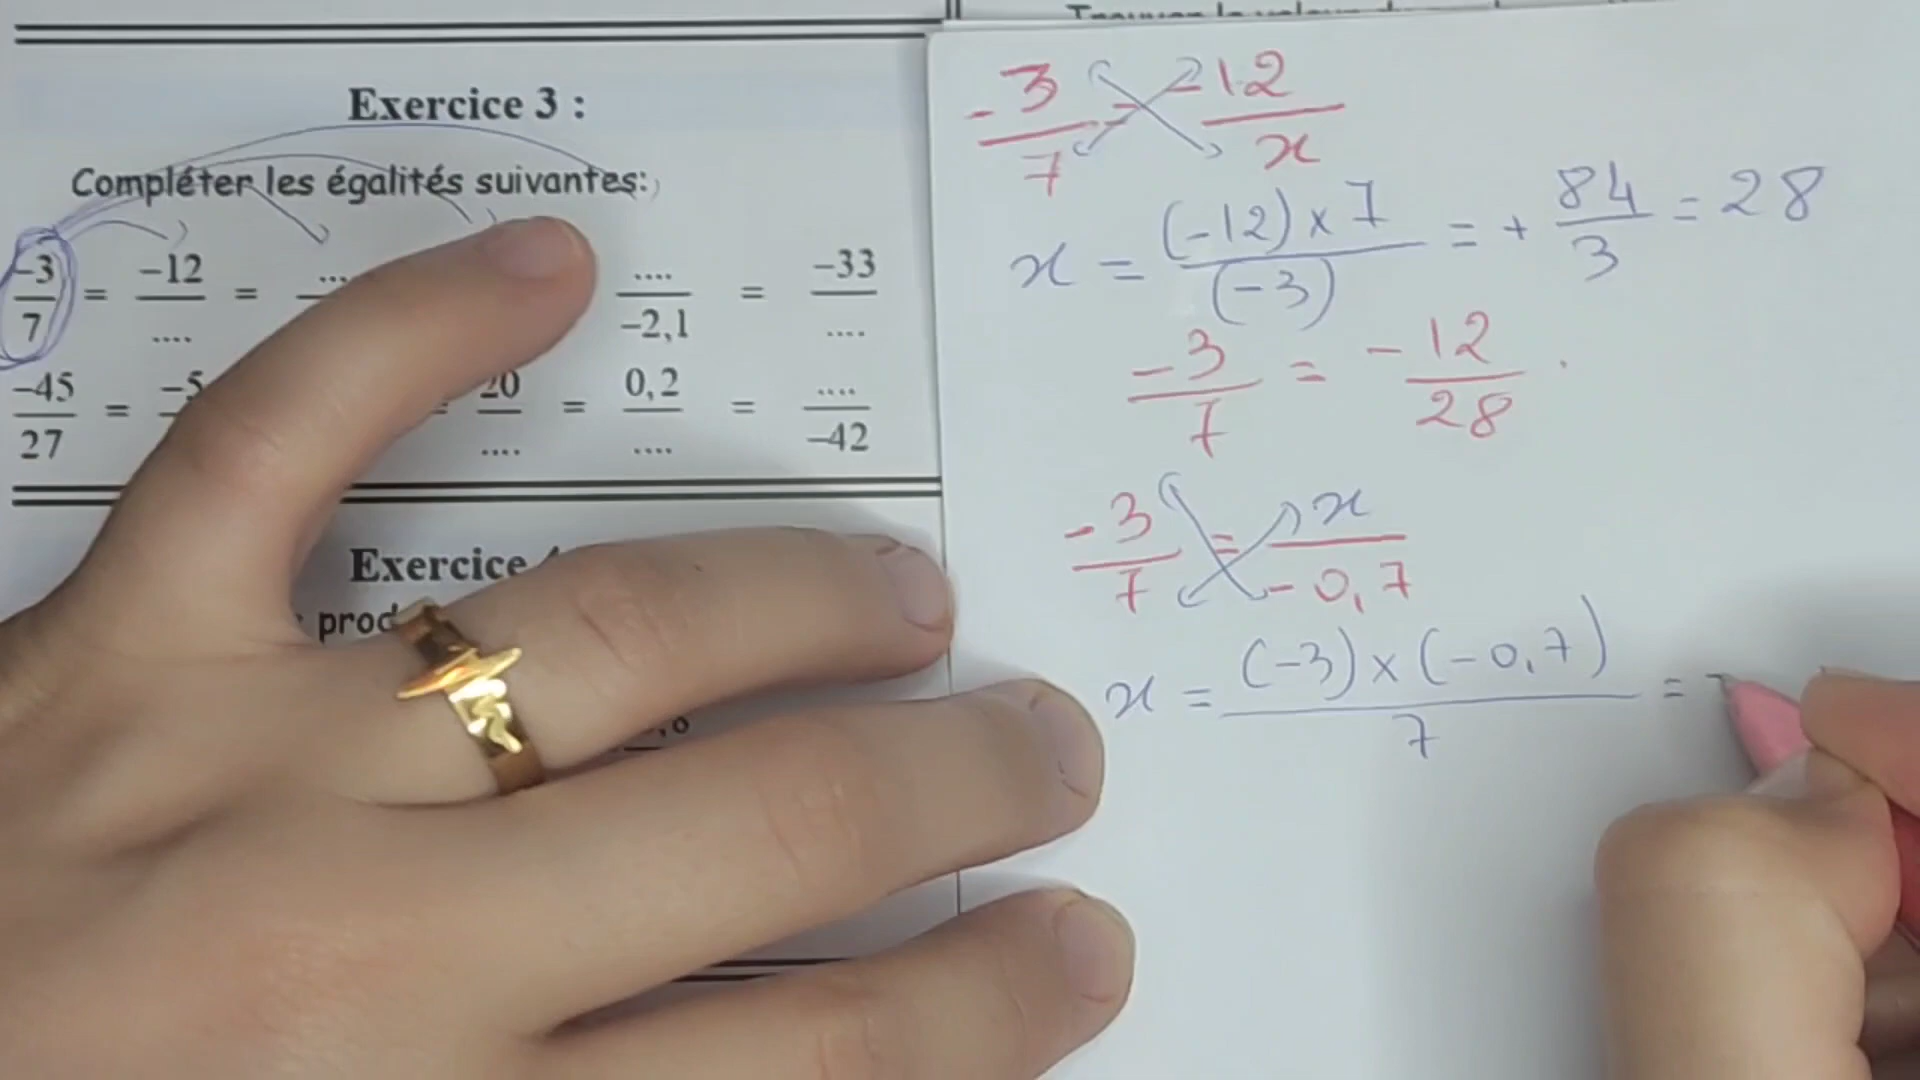 Exercice 3 :
Compléter les égalités suivantes:
-3/7 = -12/.... = .... ..../-2,1 = -33/....
-45/27 = -5 = 20/.... = 0,2/.... = ..../-42
Exercice
prod
-3/7 = -12/x
x = (-12) x 7/(-3) = + 84/3 = 28
-3/7 = -12/28 .
-3/7 = x/-0,7
x = (-3) x (-0,7)/7 =